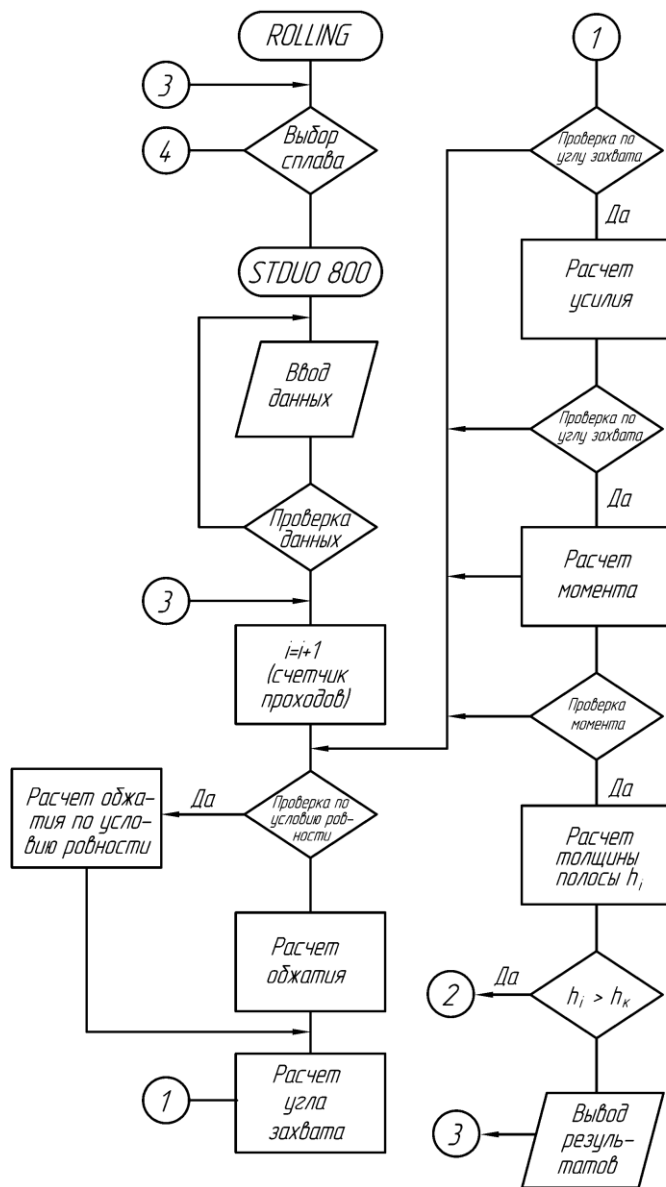 ROLLING
3
Выбор
сплава
4
STDUO 800
Ввод
данных
Проверка
данных
3
i=i+1
(счетчик
проходов)
Проверка по
условию ров-
ности
Да
Расчет обжа-
тия по усло-
вию ровности
Расчет
обжатия
Расчет
угла
захвата
1
1
Проверка по
углу захвата
Да
Расчет
усилия
Проверка по
углу захвата
Да
Расчет
момента
Проверка
момента
Да
Расчет
толщины
полосы hᵢ
hᵢ > hₖ
Да
2
Вывод
резуль-
татов
3